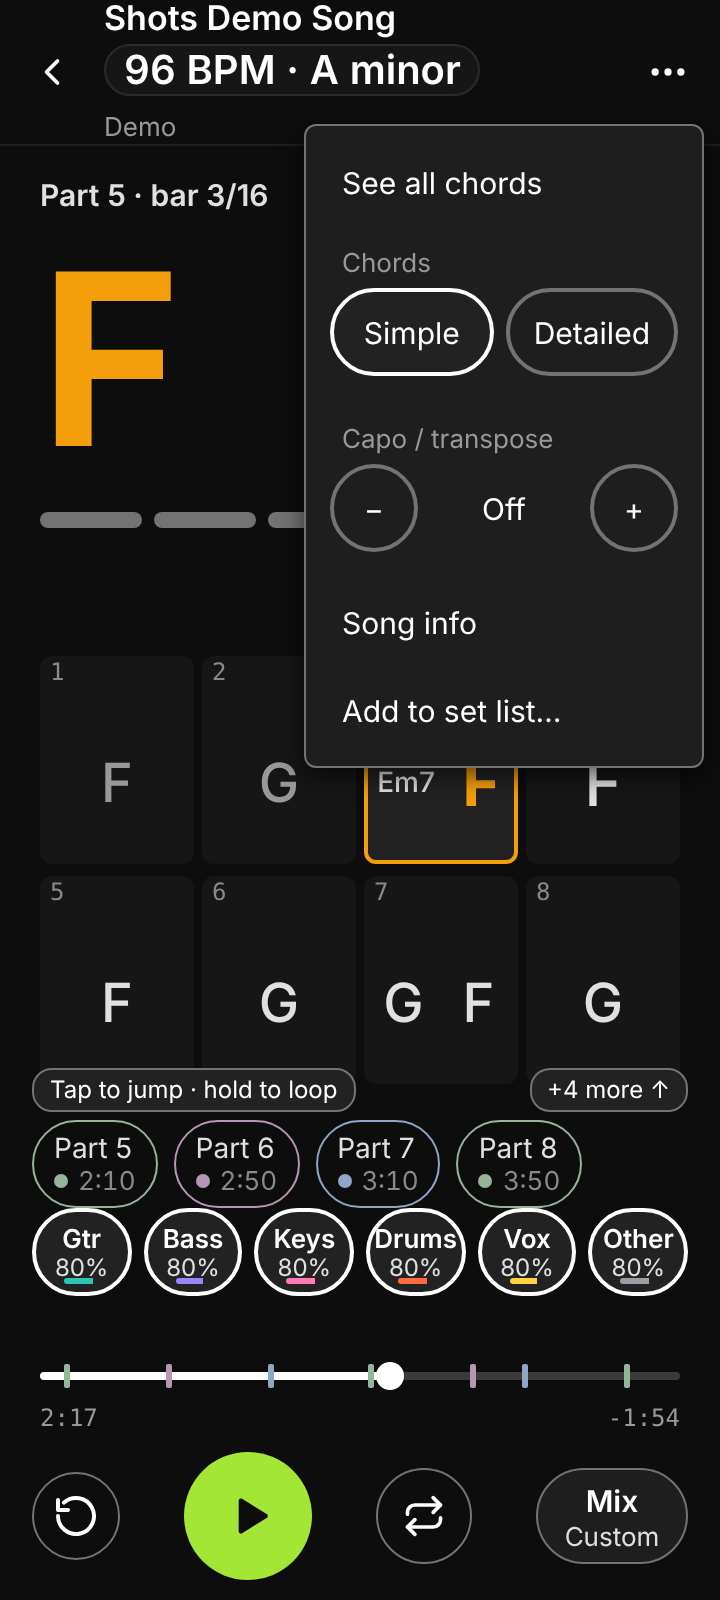 Shots Demo Song
96 BPM · A minor
Demo
Part 5 · bar 3/16
See all chords
Chords
Simple Detailed
Capo / transpose
− Off +
Song info
Add to set list...
F
1 2
F G Em7 F F
5 6 7 8
F G G F G
Tap to jump · hold to loop +4 more ↑
Part 5 Part 6 Part 7 Part 8
2:10 2:50 3:10 3:50
Gtr Bass Keys Drums Vox Other
80% 80% 80% 80% 80% 80%
2:17 -1:54
Mix
Custom